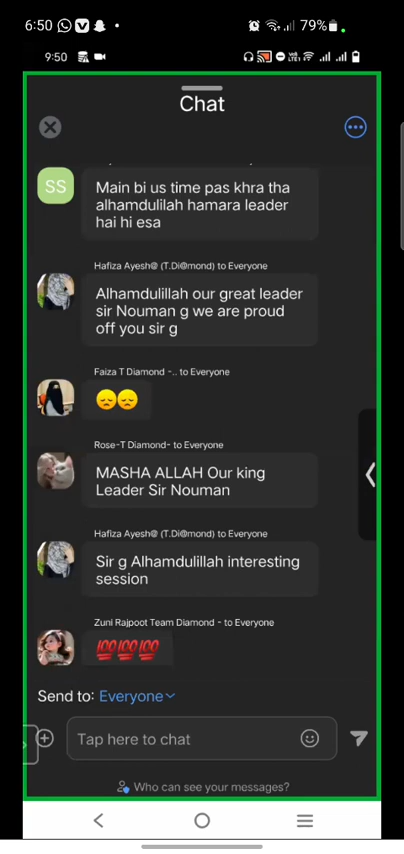 6:50
79%
9:50
Chat
SS
Main bi us time pas khra tha
alhamdulilah hamara leader
hai hi esa
Hafiza Ayesh@ (T.Di@mond) to Everyone
Alhamdulillah our great leader
sir Nouman g we are proud
off you sir g
Faiza T Diamond -.. to Everyone
😞😞
Rose-T Diamond- to Everyone
MASHA ALLAH Our king
Leader Sir Nouman
Hafiza Ayesh@ (T.Di@mond) to Everyone
Sir g Alhamdulillah interesting
session
Zuni Rajpoot Team Diamond - to Everyone
💯💯💯
Send to: Everyone
Tap here to chat
Who can see your messages?